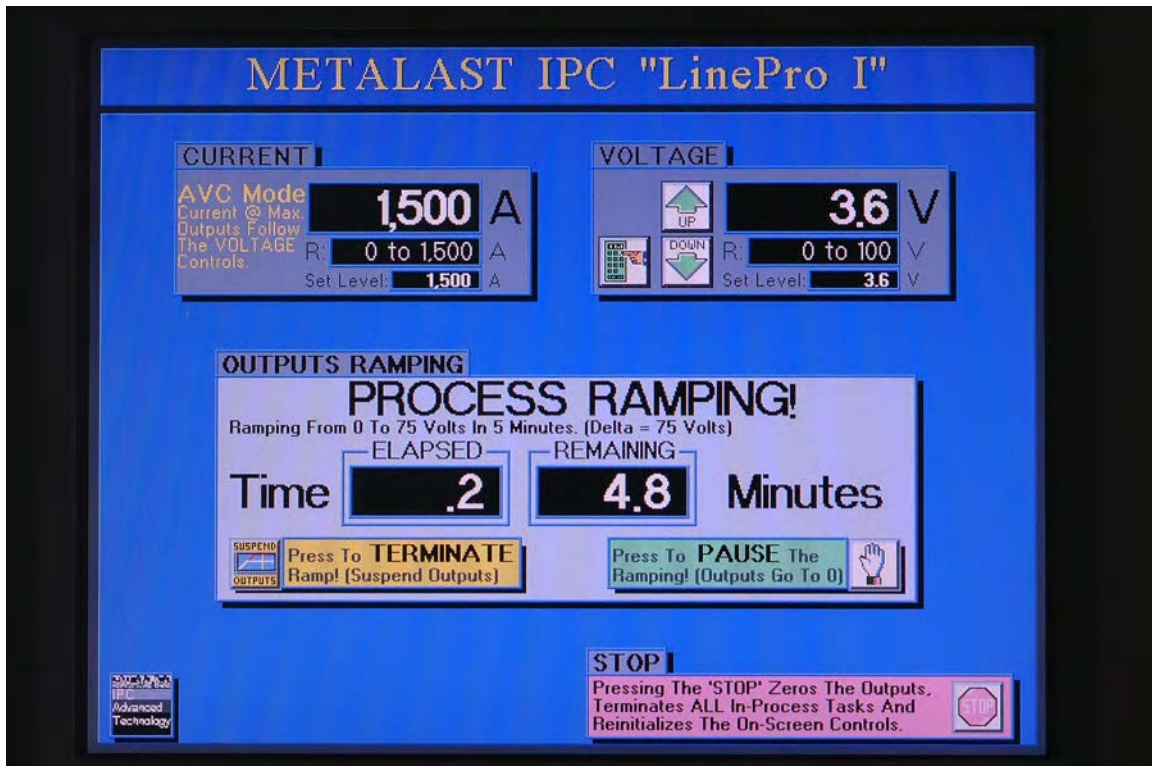 METALAST IPC "LinePro I"
CURRENT
AVC Mode
Current @ Max.
Outputs Follow
The VOLTAGE
Controls.
1,500 A
R: 0 to 1,500 A
Set Level: 1,500 A
VOLTAGE
UP
DOWN
3.6 V
R: 0 to 100 V
Set Level: 3.6 V
OUTPUTS RAMPING
PROCESS RAMPING!
Ramping From 0 To 75 Volts In 5 Minutes. (Delta = 75 Volts)
ELAPSED
REMAINING
Time .2 4.8 Minutes
SUSPEND
OUTPUTS
Press To TERMINATE
Ramp! (Suspend Outputs)
Press To PAUSE The
Ramping! (Outputs Go To 0)
STOP
Pressing The 'STOP' Zeros The Outputs,
Terminates ALL In-Process Tasks And
Reinitializes The On-Screen Controls.
STOP
IPC
Advanced
Technology